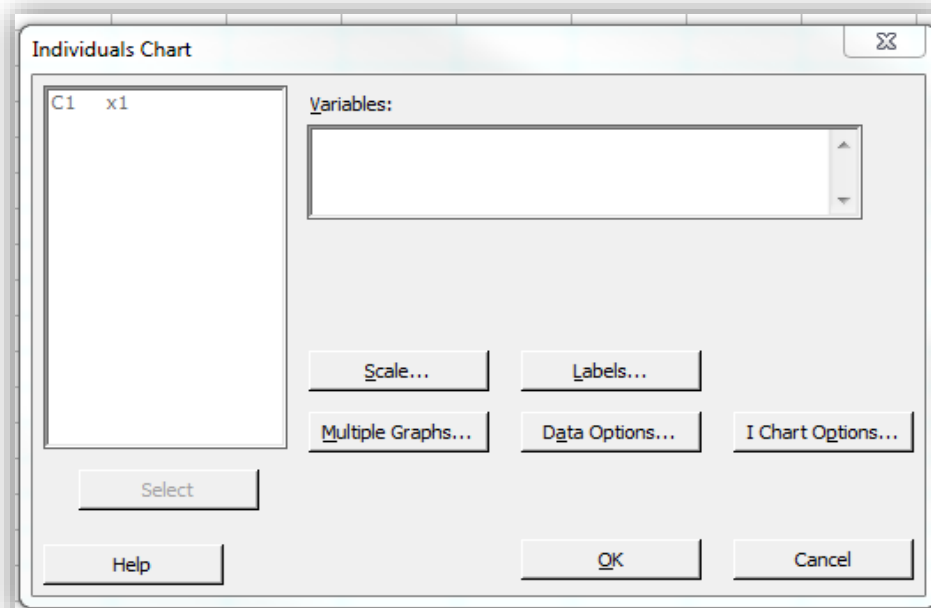 Individuals Chart
C1 x1
Variables:
Scale...
Labels...
Multiple Graphs...
Data Options...
I Chart Options...
Select
Help
OK
Cancel